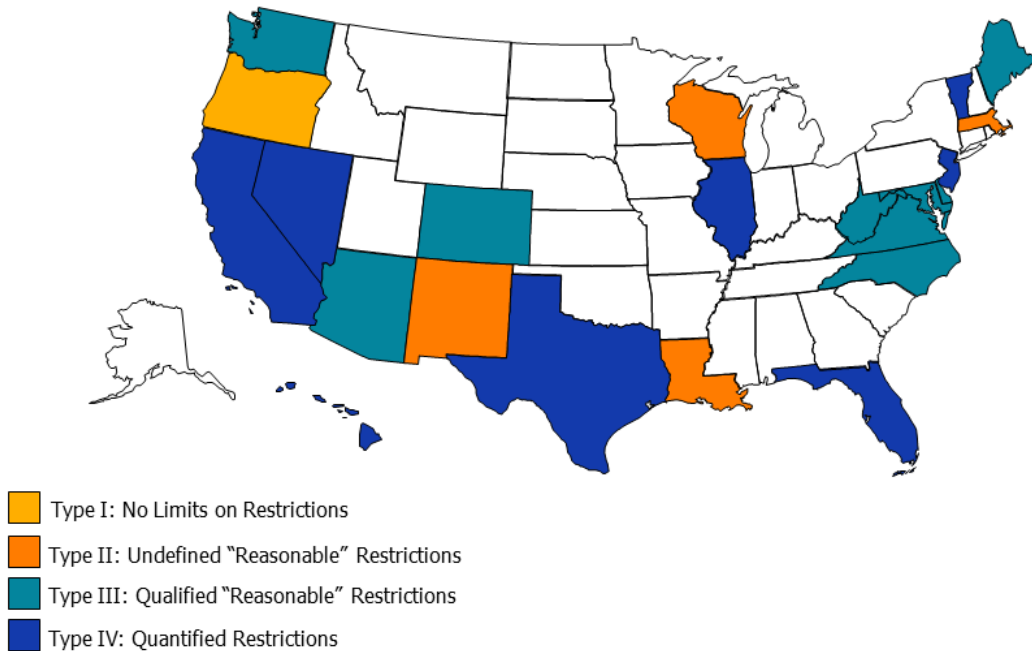 Type I: No Limits on Restrictions
Type II: Undefined “Reasonable” Restrictions
Type III: Qualified “Reasonable” Restrictions
Type IV: Quantified Restrictions